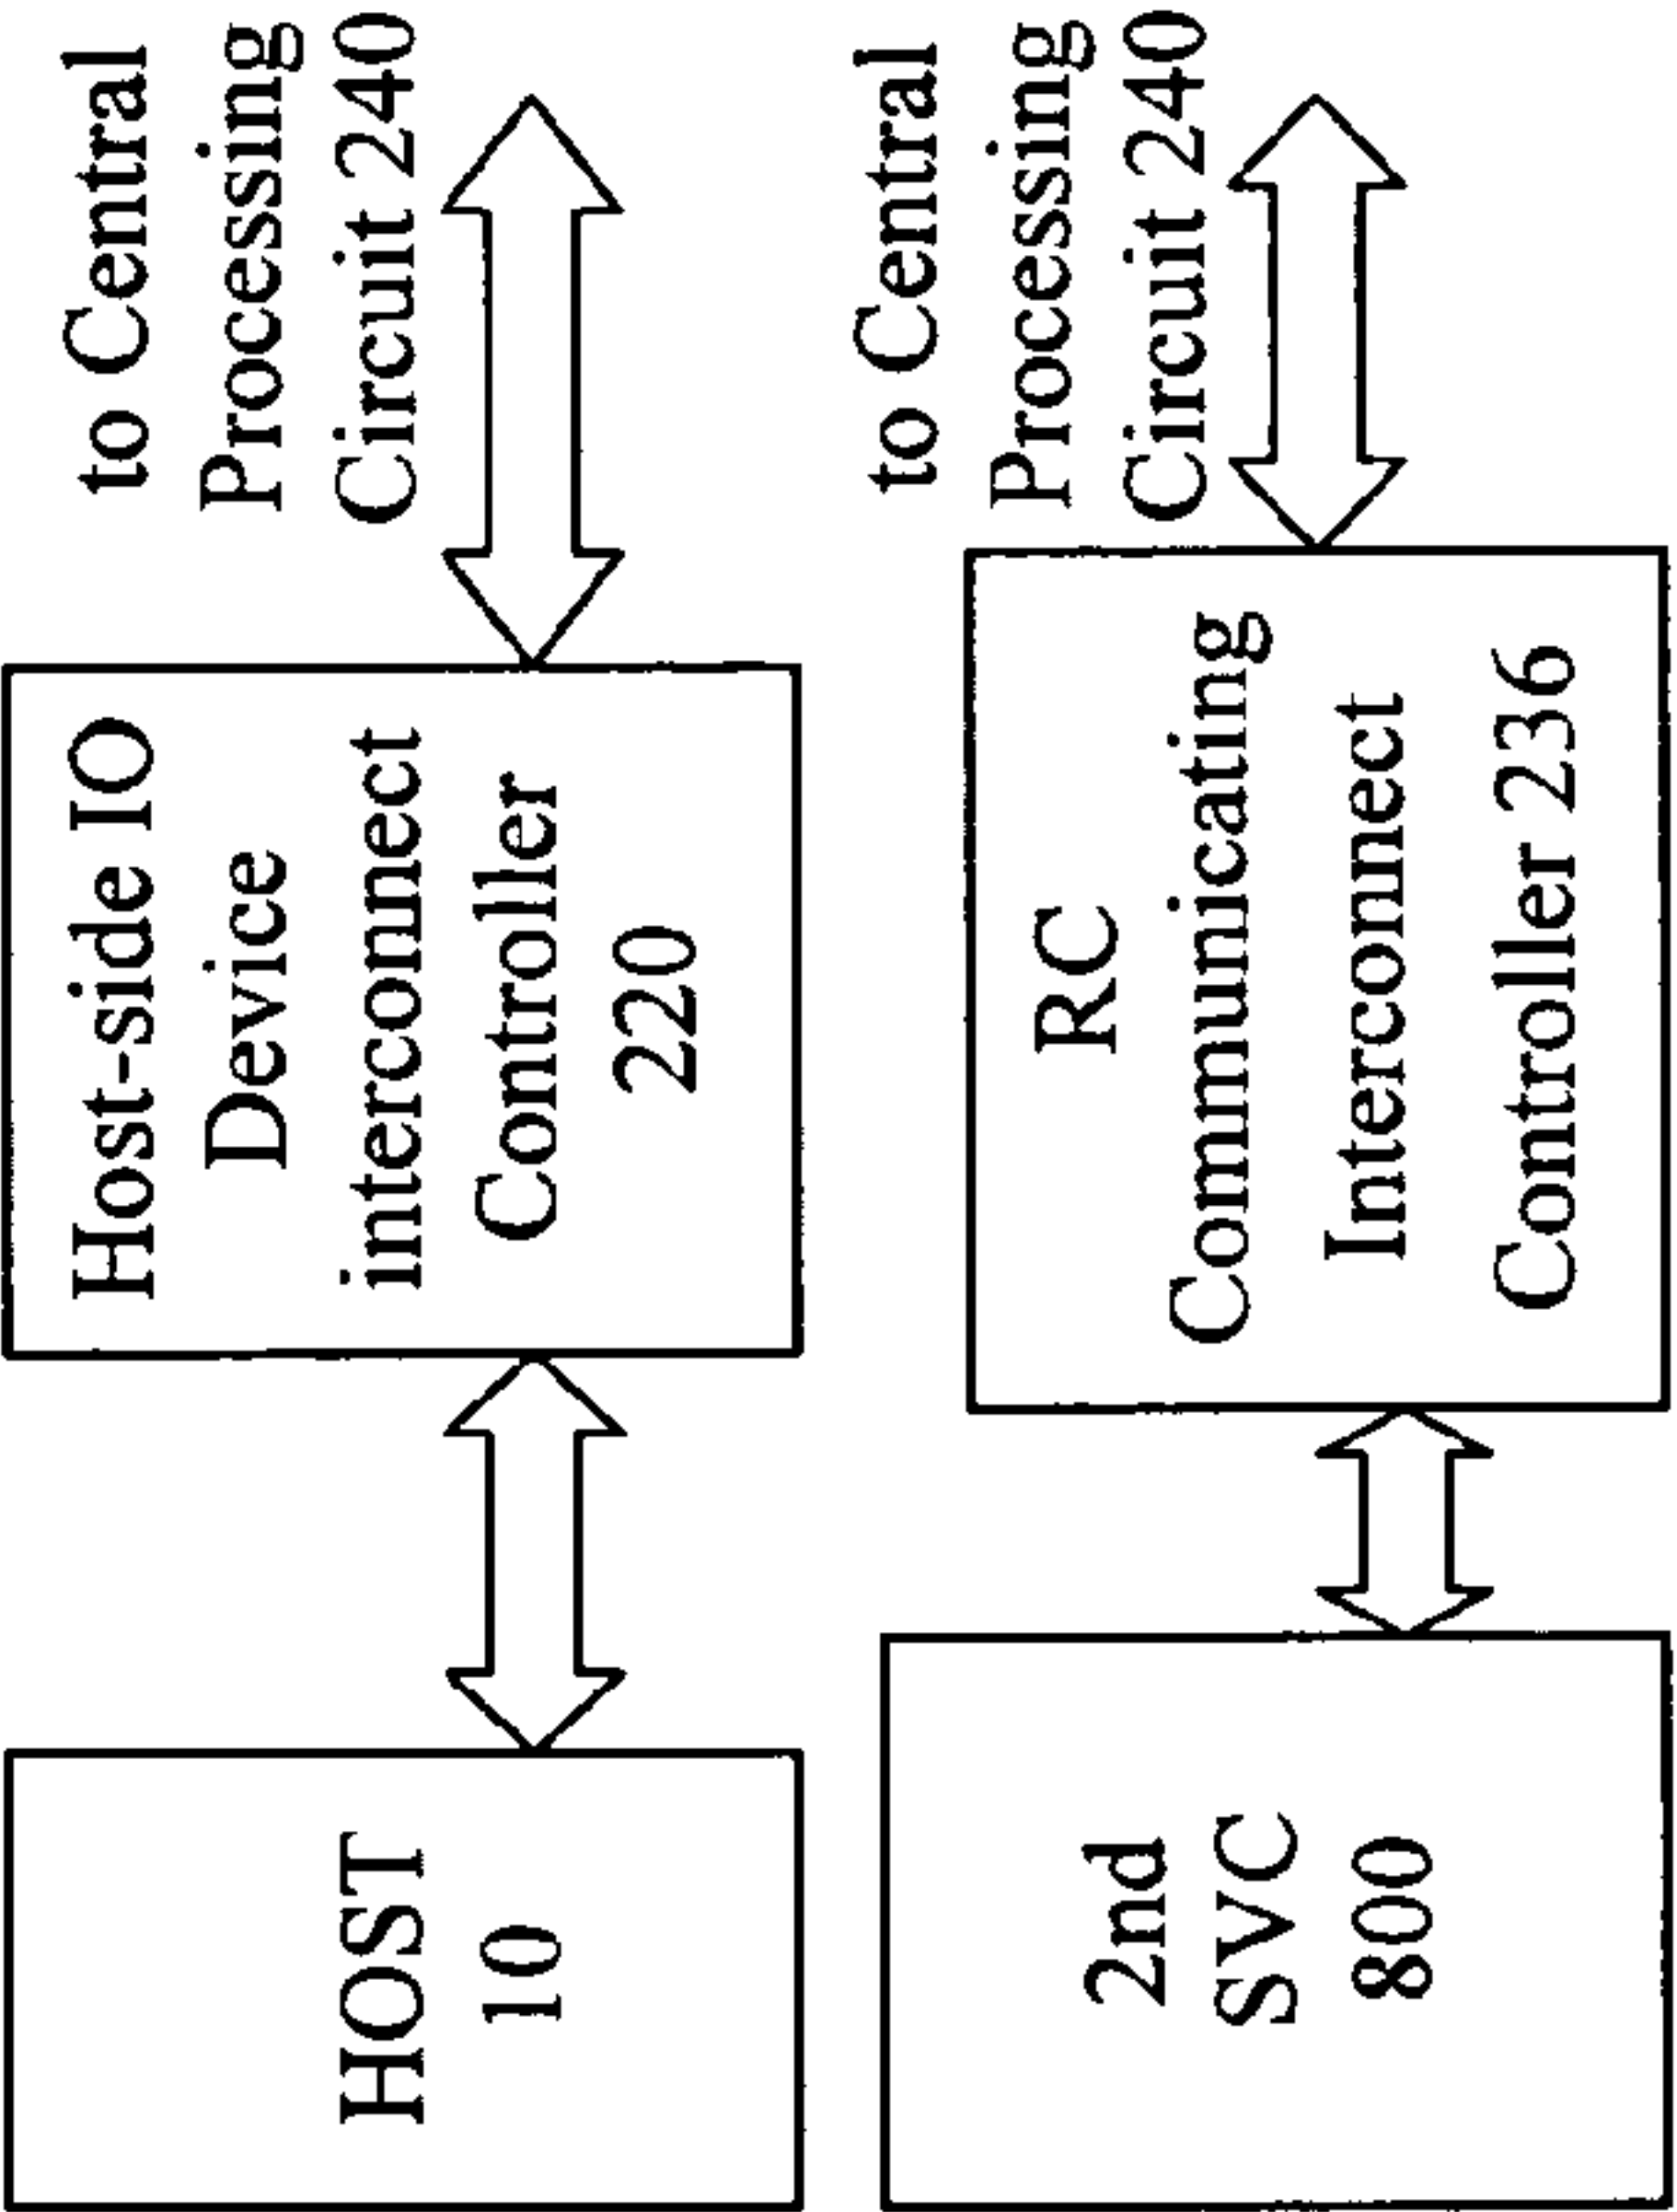 HOST
10
Host-side IO
Device
interconnect
Controller
220
to Central
Processing
Circuit 240
2nd
SVC
800
RC
Communicating
Interconnect
Controller 236
to Central
Processing
Circuit 240